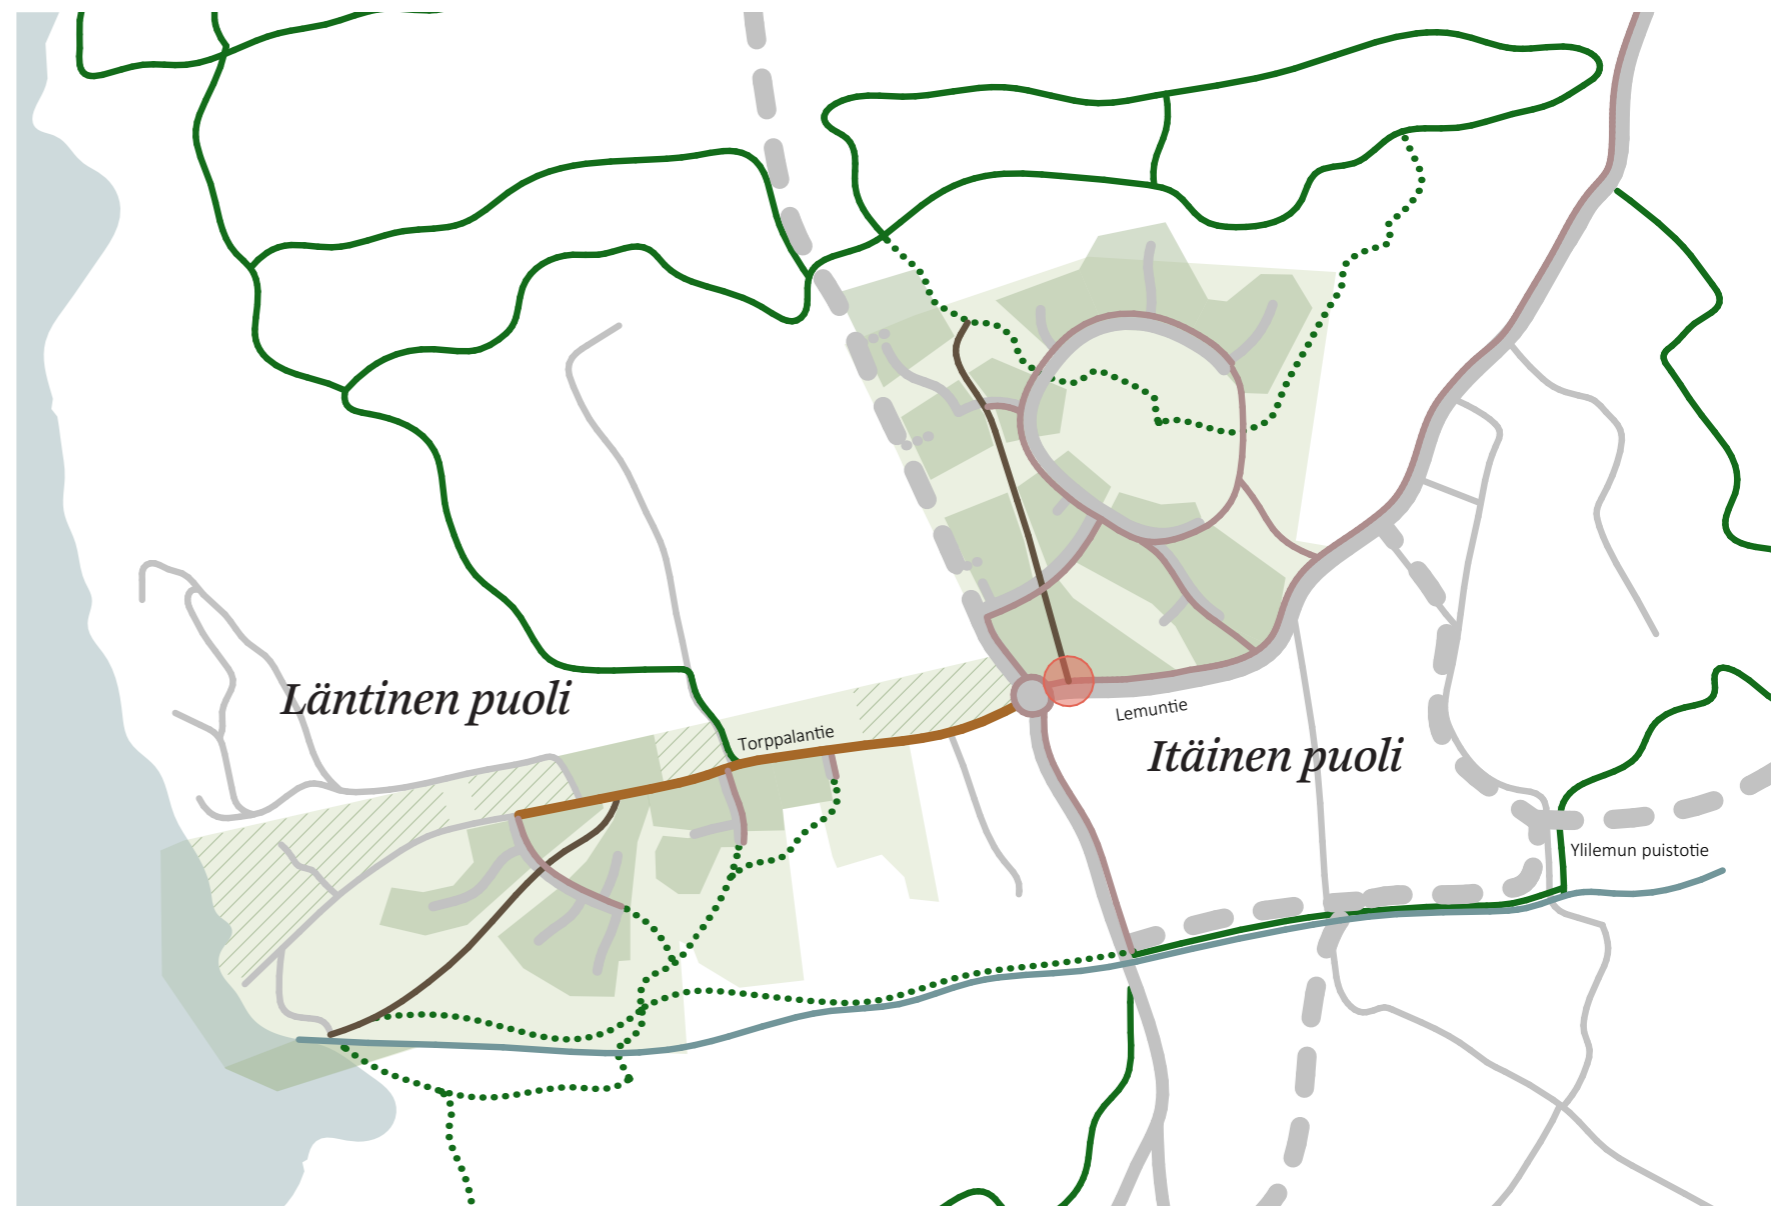 Läntinen puoli
Torppalantie
Lemuntie
Itäinen puoli
Ylilemun puistotie